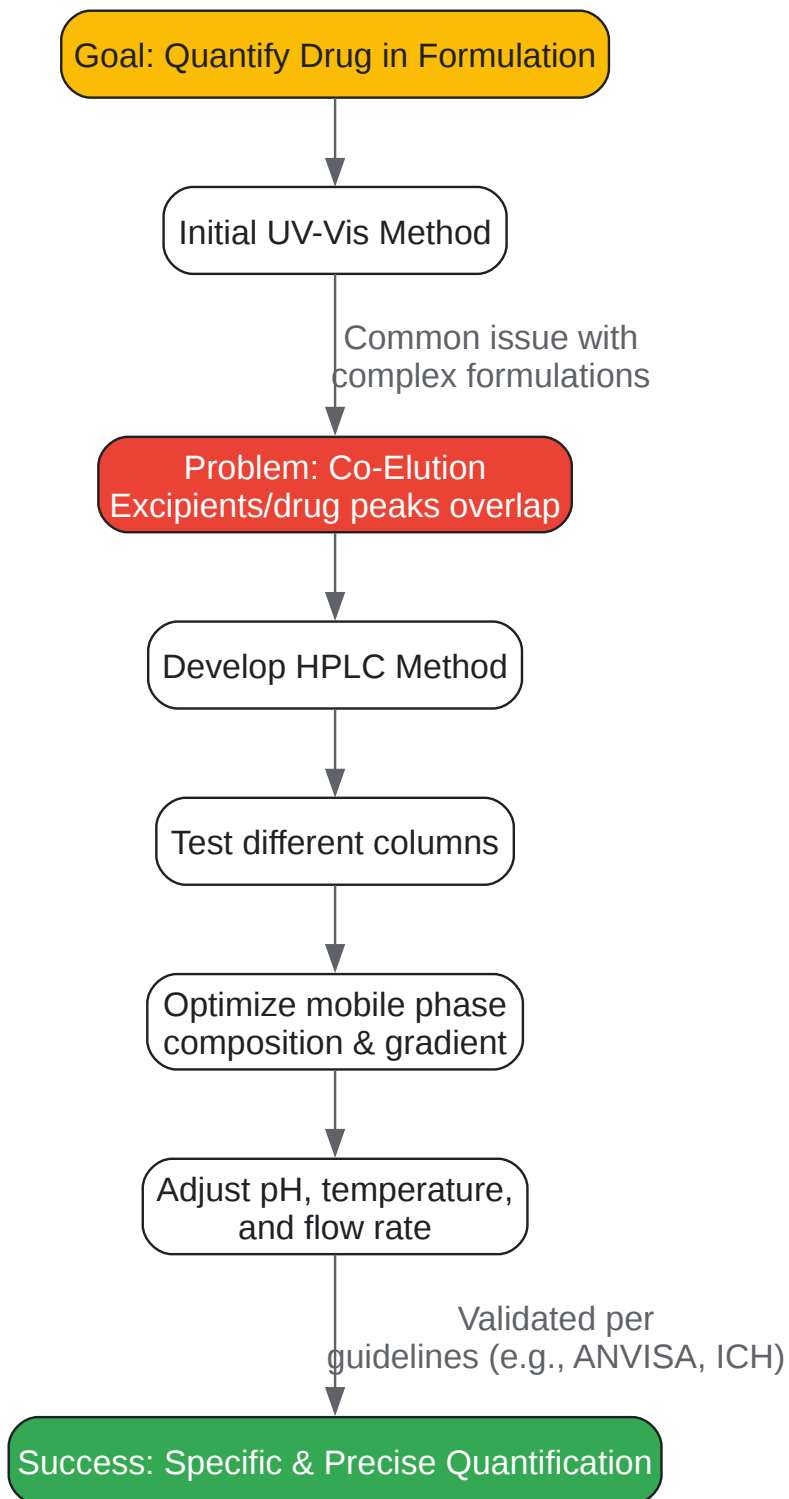 Goal: Quantify Drug in Formulation
Initial UV-Vis Method
Common issue with
complex formulations
Problem: Co-Elution
Excipients/drug peaks overlap
Develop HPLC Method
Test different columns
Optimize mobile phase
composition & gradient
Adjust pH, temperature,
and flow rate
Validated per
guidelines (e.g., ANVISA, ICH)
Success: Specific & Precise Quantification